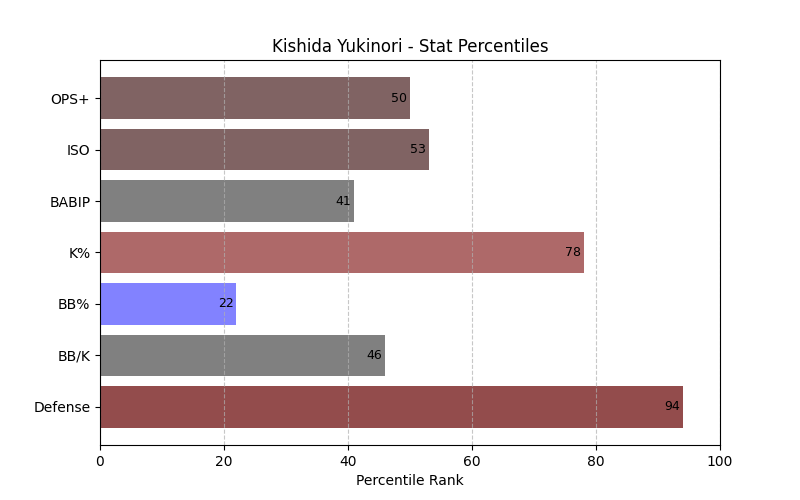 Kishida Yukinori - Stat Percentiles
OPS+ 50
ISO 53
BABIP 41
K% 78
BB% 22
BB/K 46
Defense 94
0 20 40 60 80 100
Percentile Rank